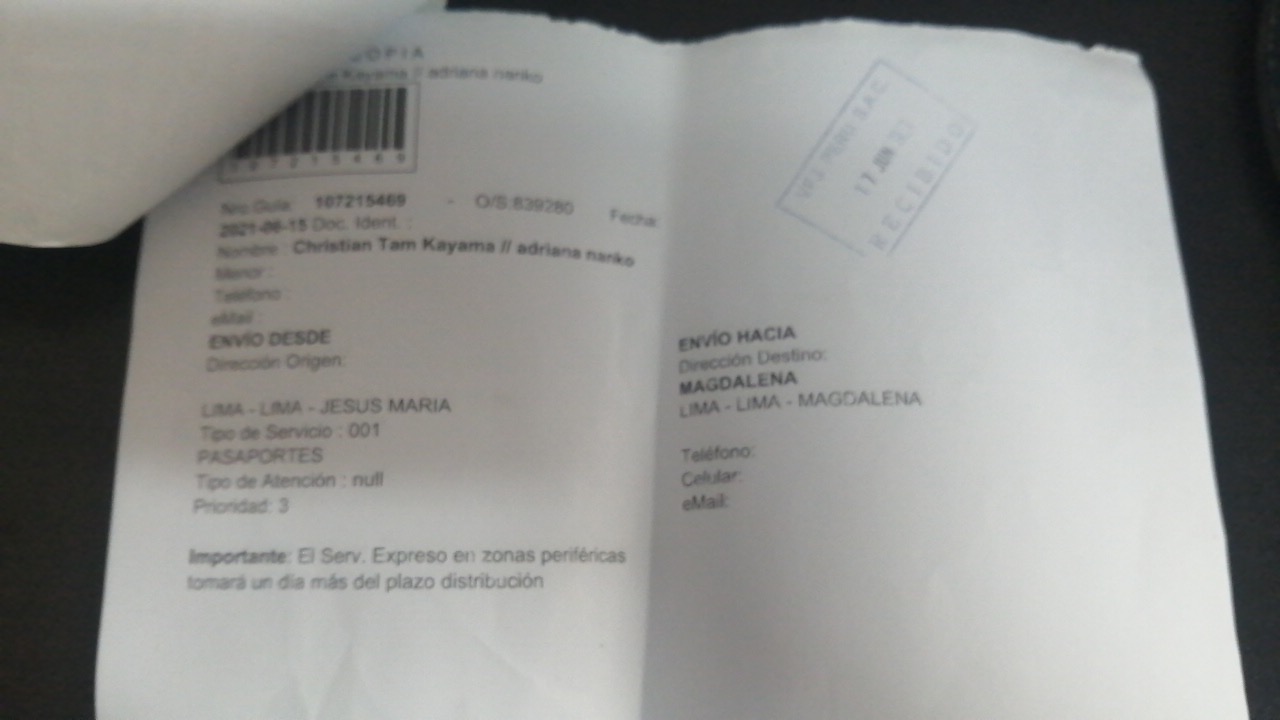 COPIA
Kayama // adriana nanko
107215469
Nro.Guia: 107215469 - O/S:839280 Fecha:
2021-06-15 Doc. Ident. :
Nombre : Christian Tam Kayama // adriana nanko
Menor :
Teléfono :
eMail :
ENVÍO DESDE
Dirección Origen:
LIMA - LIMA - JESUS MARIA
Tipo de Servicio : 001
PASAPORTES
Tipo de Atención : null
Prioridad: 3
Importante: El Serv. Expreso en zonas periféricas
tomará un día más del plazo distribución
S.A.C.
17 JUN
RECIBIDO
ENVÍO HACIA
Dirección Destino:
MAGDALENA
LIMA - LIMA - MAGDALENA
Teléfono:
Celular:
eMail: